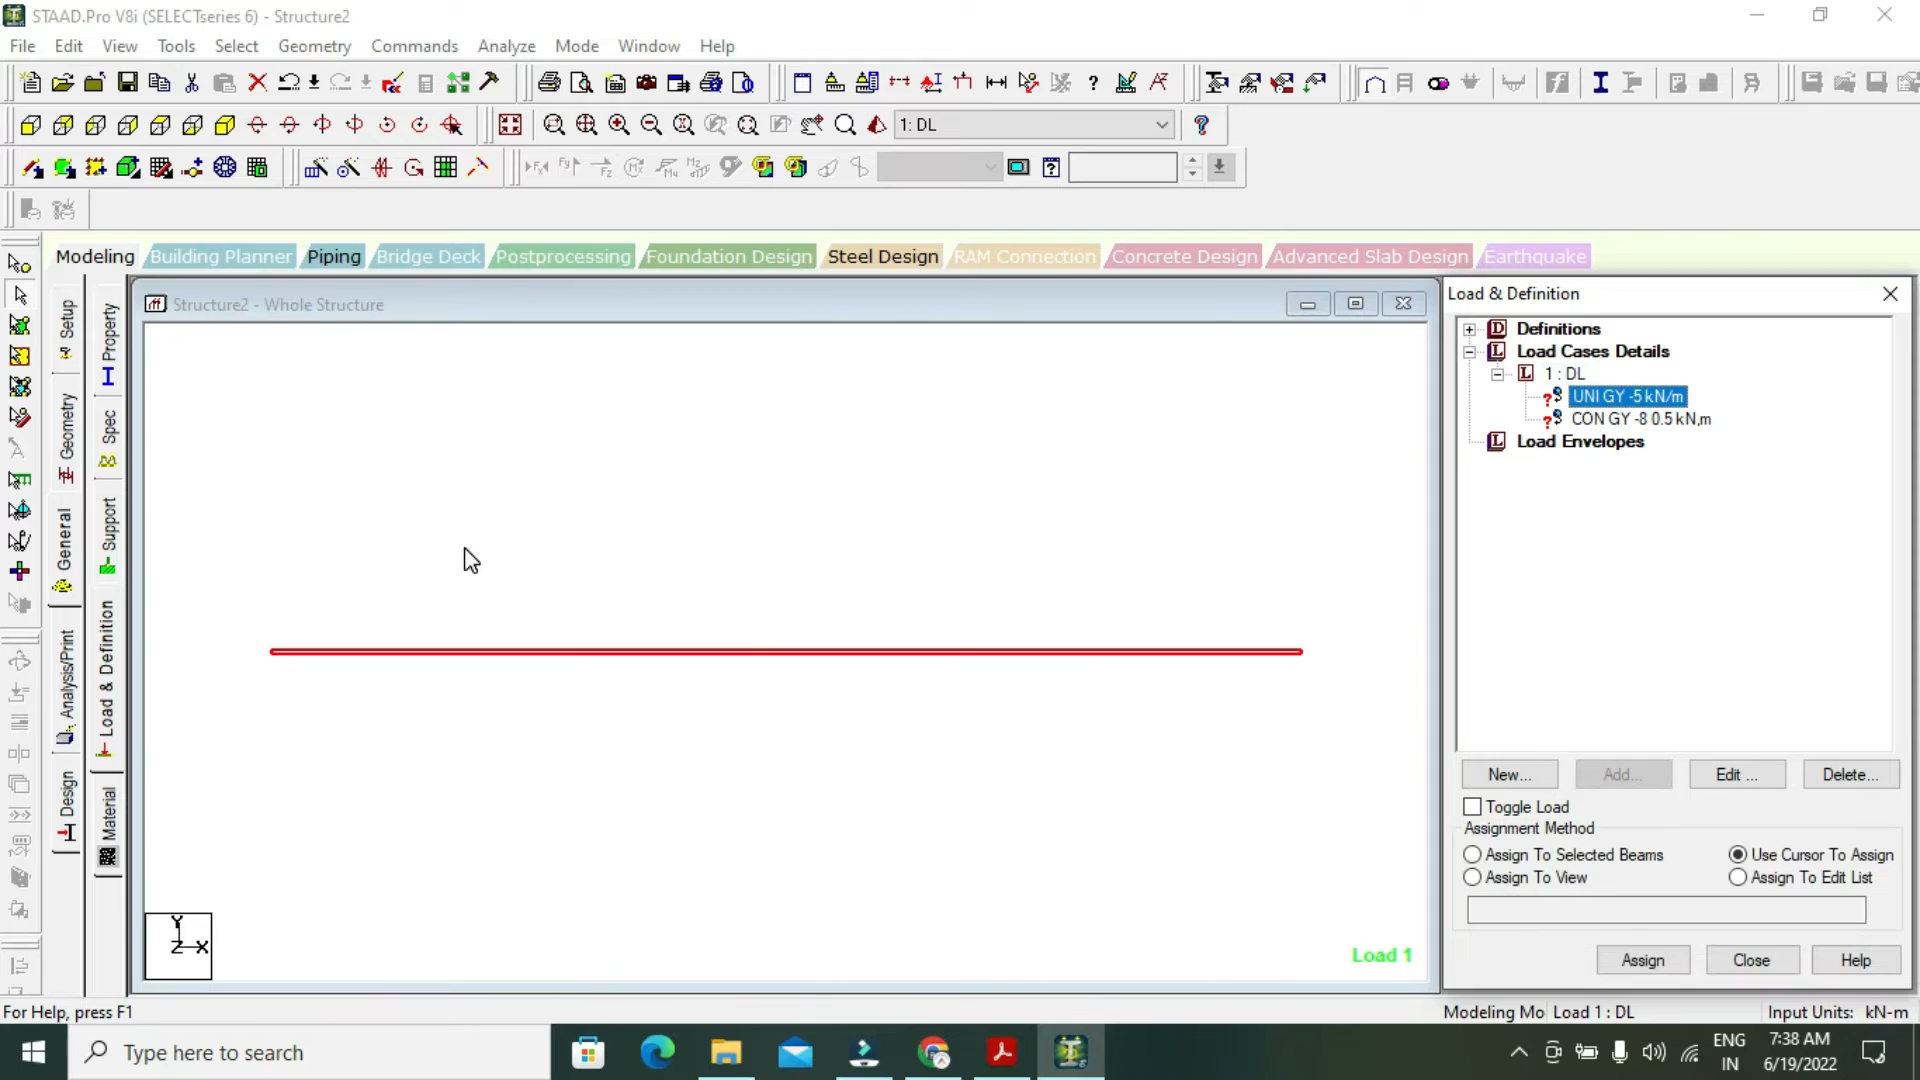 STAAD.Pro V8i (SELECTseries 6) - Structure2
File Edit View Tools Select Geometry Commands Analyze Mode Window Help
1: DL
Modeling Building Planner Piping Bridge Deck Postprocessing Foundation Design Steel Design RAM Connection Concrete Design Advanced Slab Design Earthquake
Setup
Geometry
General
Analysis/Print
Design
Property
Spec
Support
Load & Definition
Material
Structure2 - Whole Structure
Y
Z X
Load 1
Load & Definition
Definitions
Load Cases Details
1 : DL
UNI GY -5 kN/m
CON GY -8 0.5 kN,m
Load Envelopes
New... Add... Edit ... Delete...
Toggle Load
Assignment Method
Assign To Selected Beams Use Cursor To Assign
Assign To View Assign To Edit List
Assign Close Help
For Help, press F1 Modeling Mo Load 1 : DL Input Units: kN-m
Type here to search
ENG
IN
7:38 AM
6/19/2022